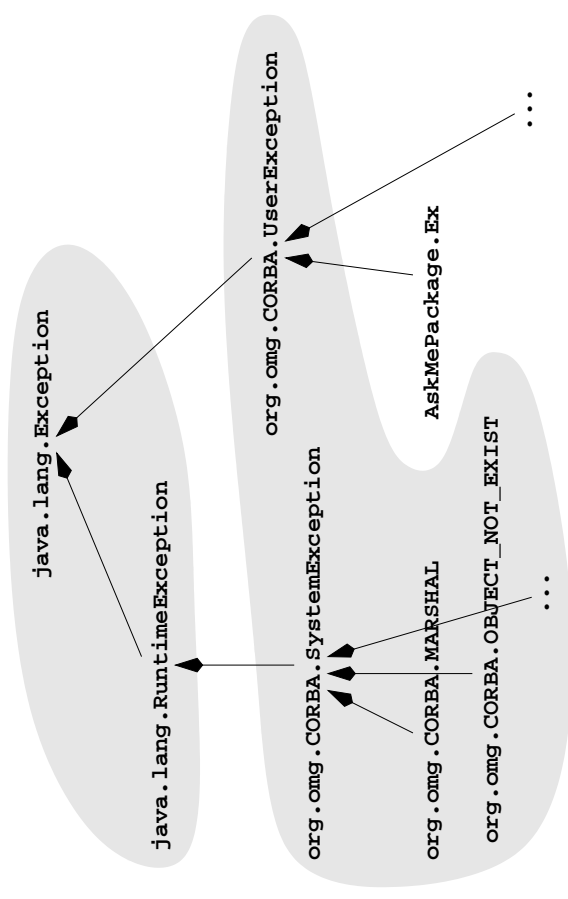 java.lang.Exception
java.lang.RuntimeException
org.omg.CORBA.UserException
org.omg.CORBA.SystemException
AskMePackage.Ex
org.omg.CORBA.MARSHAL
org.omg.CORBA.OBJECT_NOT_EXIST
...
...